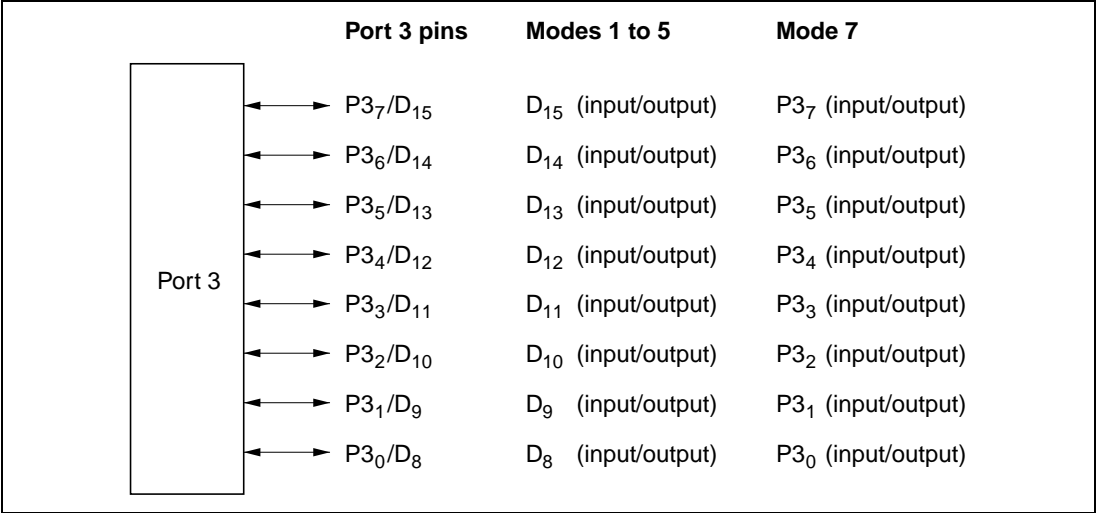 Port 3 pins Modes 1 to 5 Mode 7
P3₇/D₁₅ D₁₅ (input/output) P3₇ (input/output)
P3₆/D₁₄ D₁₄ (input/output) P3₆ (input/output)
P3₅/D₁₃ D₁₃ (input/output) P3₅ (input/output)
P3₄/D₁₂ D₁₂ (input/output) P3₄ (input/output)
Port 3
P3₃/D₁₁ D₁₁ (input/output) P3₃ (input/output)
P3₂/D₁₀ D₁₀ (input/output) P3₂ (input/output)
P3₁/D₉ D₉ (input/output) P3₁ (input/output)
P3₀/D₈ D₈ (input/output) P3₀ (input/output)